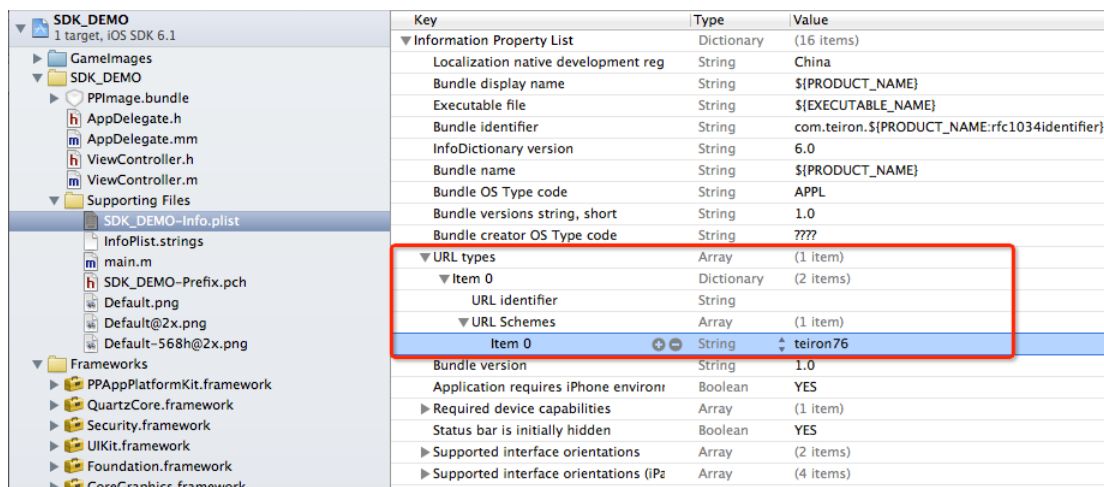 SDK_DEMO
1 target, iOS SDK 6.1
GameImages
SDK_DEMO
PPImage.bundle
AppDelegate.h
AppDelegate.mm
ViewController.h
ViewController.m
Supporting Files
SDK_DEMO-Info.plist
InfoPlist.strings
main.m
SDK_DEMO-Prefix.pch
Default.png
Default@2x.png
Default-568h@2x.png
Frameworks
PPAppPlatformKit.framework
QuartzCore.framework
Security.framework
UIKit.framework
Foundation.framework
CoreGraphics.framework
Key Type Value
Information Property List Dictionary (16 items)
Localization native development reg String China
Bundle display name String ${PRODUCT_NAME}
Executable file String ${EXECUTABLE_NAME}
Bundle identifier String com.teiron.${PRODUCT_NAME:rfc1034identifier}
InfoDictionary version String 6.0
Bundle name String ${PRODUCT_NAME}
Bundle OS Type code String APPL
Bundle versions string, short String 1.0
Bundle creator OS Type code String ????
URL types Array (1 item)
Item 0 Dictionary (2 items)
URL identifier String
URL Schemes Array (1 item)
Item 0 String teiron76
Bundle version String 1.0
Application requires iPhone environm Boolean YES
Required device capabilities Array (1 item)
Status bar is initially hidden Boolean YES
Supported interface orientations Array (2 items)
Supported interface orientations (iPa Array (4 items)